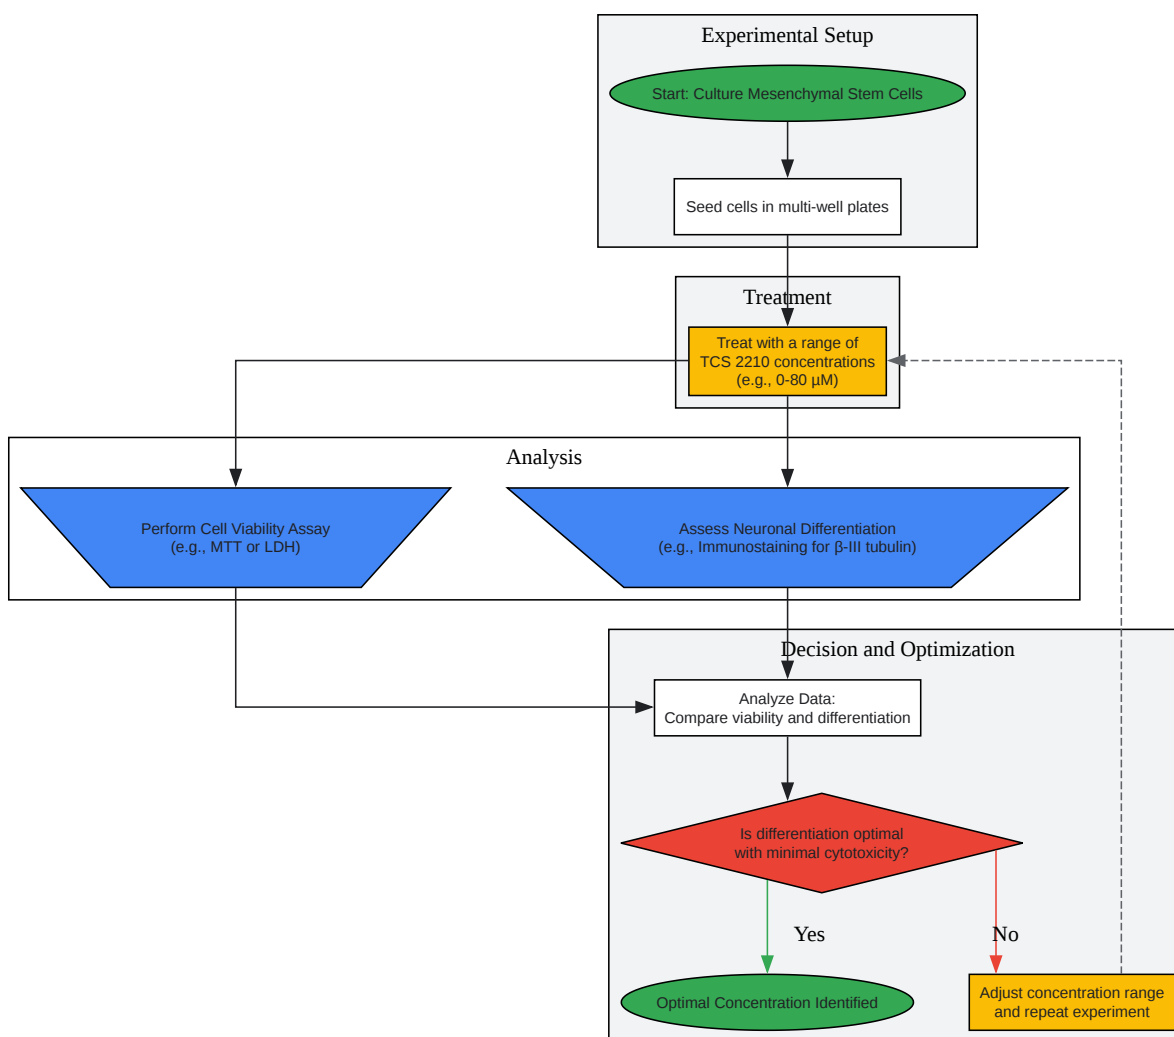 Experimental Setup
Start: Culture Mesenchymal Stem Cells
Seed cells in multi-well plates
Treatment
Treat with a range of
TCS 2210 concentrations
(e.g., 0-80 µM)
Analysis
Perform Cell Viability Assay
(e.g., MTT or LDH)
Assess Neuronal Differentiation
(e.g., Immunostaining for β-III tubulin)
Decision and Optimization
Analyze Data:
Compare viability and differentiation
Is differentiation optimal
with minimal cytotoxicity?
Yes
No
Optimal Concentration Identified
Adjust concentration range
and repeat experiment